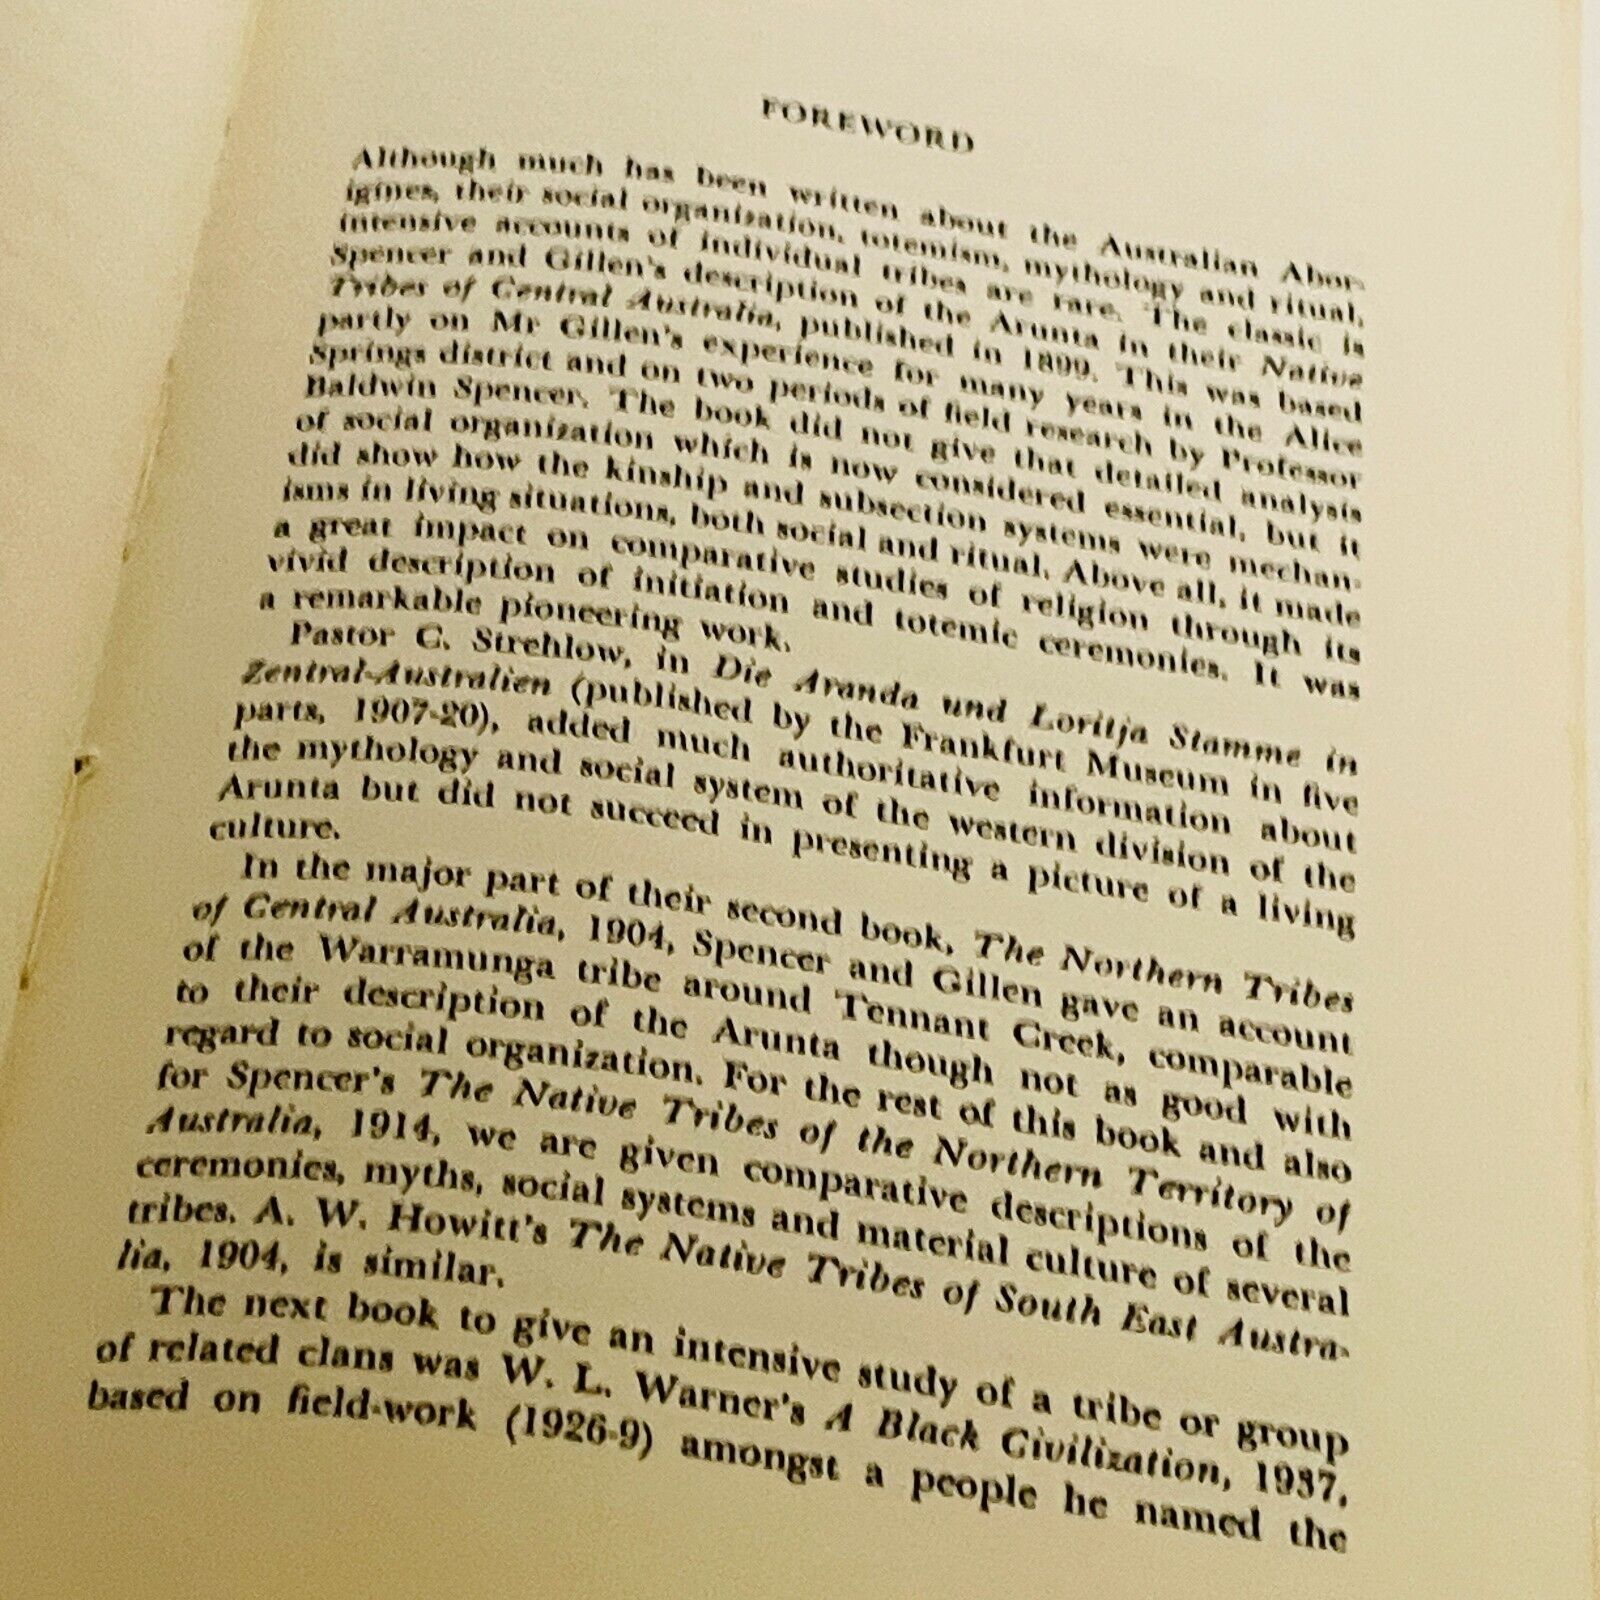 FOREWORD
Although much has been written about the Australian Abor-
igines, their social organization, totemism, mythology and ritual,
intensive accounts of individual tribes are rare. The classic is
Spencer and Gillen's description of the Arunta in their Native
Tribes of Central Australia, published in 1899. This was based
partly on Mr Gillen's experience for many years in the Alice
Springs district and on two periods of field research by Professor
Baldwin Spencer. The book did not give that detailed analysis
of social organization which is now considered essential, but it
did show how the kinship and subsection systems were mechan-
isms in living situations, both social and ritual. Above all, it made
a great impact on comparative studies of religion through its
vivid description of initiation and totemic ceremonies. It was
a remarkable pioneering work.
Pastor C. Strehlow, in Die Aranda und Loritja Stamme in
Zentral-Australien (published by the Frankfurt Museum in five
parts, 1907-20), added much authoritative information about
the mythology and social system of the western division of the
Arunta but did not succeed in presenting a picture of a living
culture.
In the major part of their second book, The Northern Tribes
of Central Australia, 1904, Spencer and Gillen gave an account
of the Warramunga tribe around Tennant Creek, comparable
to their description of the Arunta though not as good with
regard to social organization. For the rest of this book and also
for Spencer's The Native Tribes of the Northern Territory of
Australia, 1914, we are given comparative descriptions of the
ceremonies, myths, social systems and material culture of several
tribes. A. W. Howitt's The Native Tribes of South East Austra-
lia, 1904, is similar.
The next book to give an intensive study of a tribe or group
of related clans was W. L. Warner's A Black Civilization, 1937,
based on field-work (1926-9) amongst a people he named the